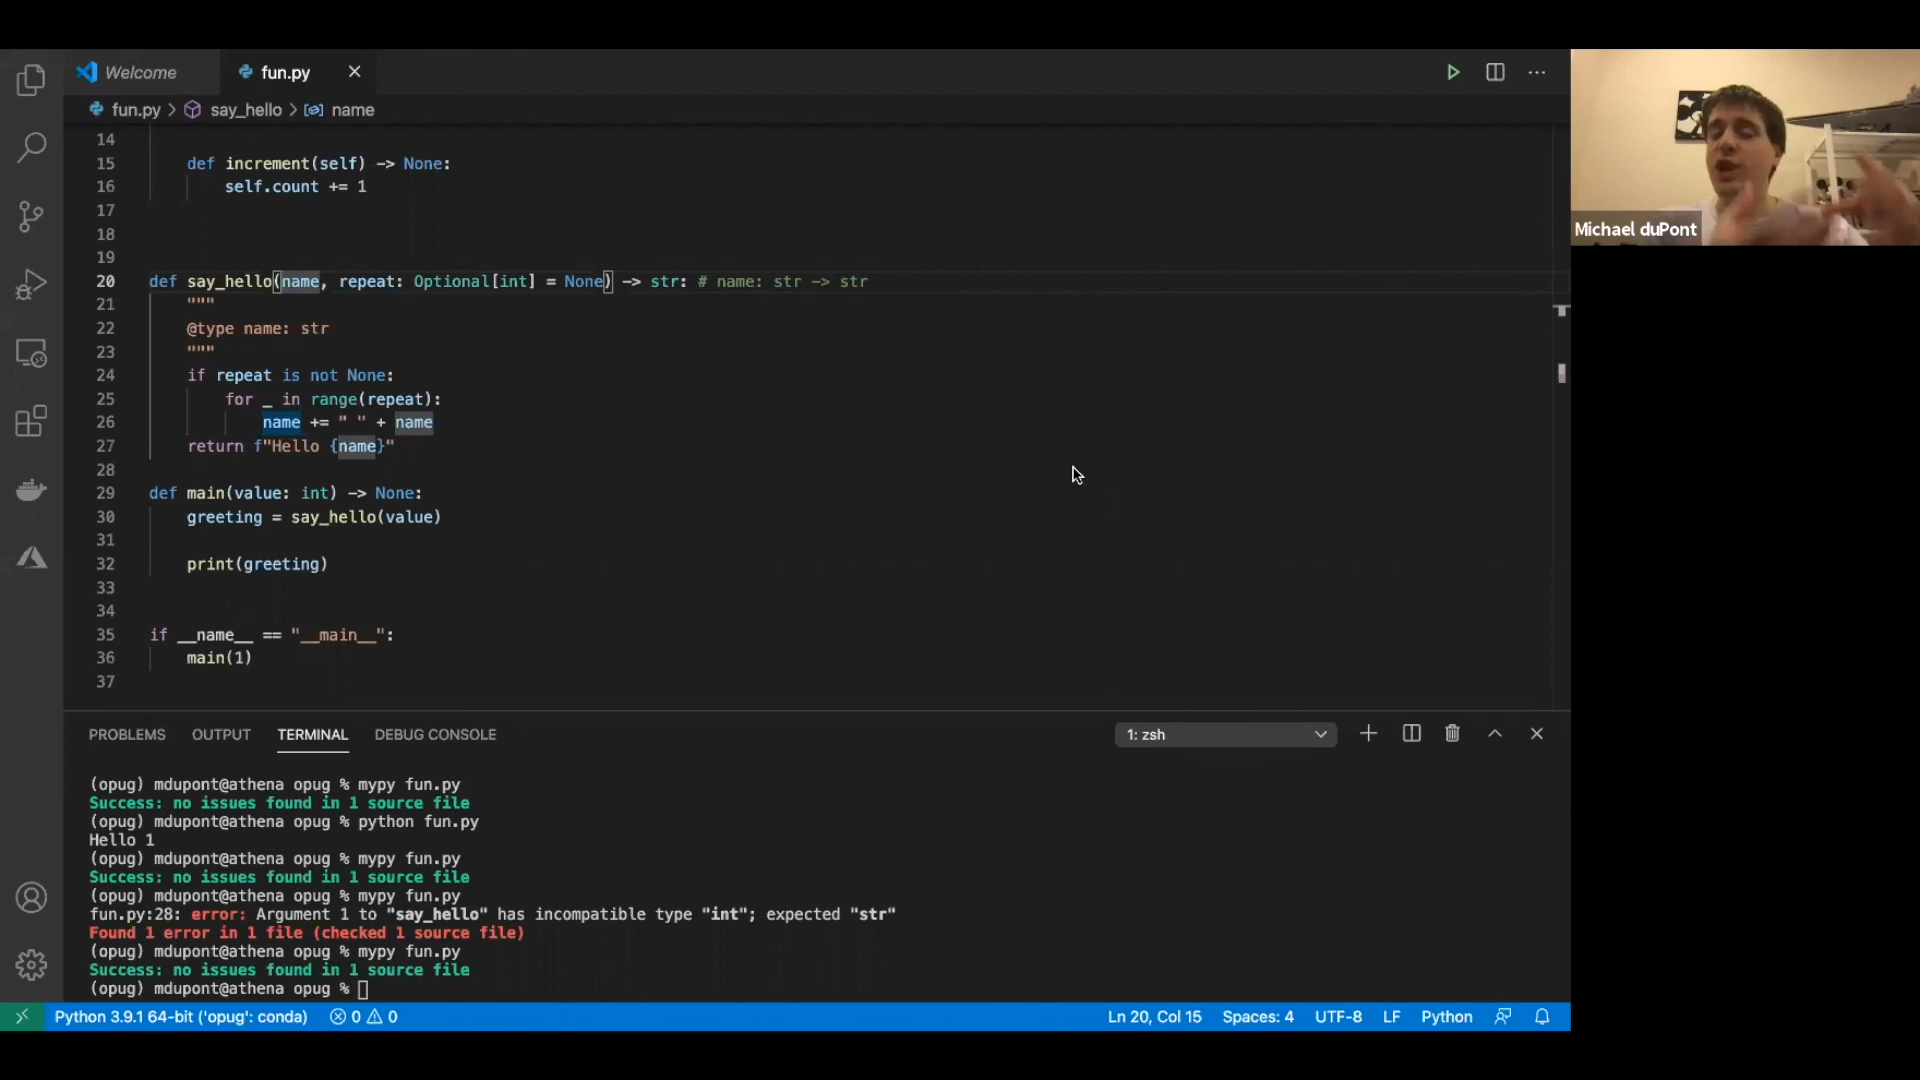 Welcome
fun.py
fun.py > say_hello > name
14
15 def increment(self) -> None:
16 self.count += 1
17
18
19
20 def say_hello(name, repeat: Optional[int] = None) -> str: # name: str -> str
21 """
22 @type name: str
23 """
24 if repeat is not None:
25 for _ in range(repeat):
26 name += " " + name
27 return f"Hello {name}"
28
29 def main(value: int) -> None:
30 greeting = say_hello(value)
31
32 print(greeting)
33
34
35 if __name__ == "__main__":
36 main(1)
37
Michael duPont
PROBLEMS OUTPUT TERMINAL DEBUG CONSOLE
1: zsh
(opug) mdupont@athena opug % mypy fun.py
Success: no issues found in 1 source file
(opug) mdupont@athena opug % python fun.py
Hello 1
(opug) mdupont@athena opug % mypy fun.py
Success: no issues found in 1 source file
(opug) mdupont@athena opug % mypy fun.py
fun.py:28: error: Argument 1 to "say_hello" has incompatible type "int"; expected "str"
Found 1 error in 1 file (checked 1 source file)
(opug) mdupont@athena opug % mypy fun.py
Success: no issues found in 1 source file
(opug) mdupont@athena opug %
Python 3.9.1 64-bit ('opug': conda) 0 0 Ln 20, Col 15 Spaces: 4 UTF-8 LF Python